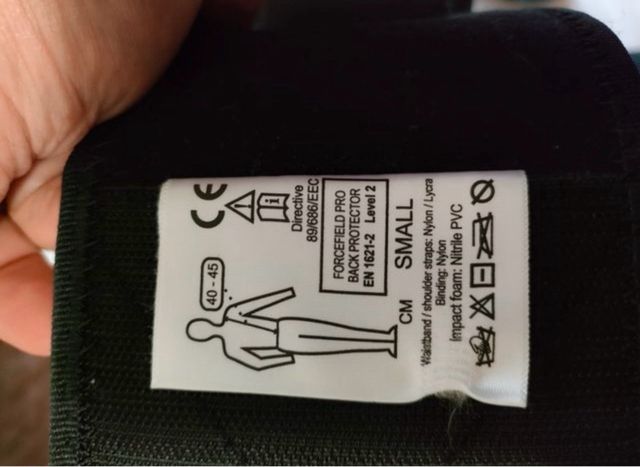 CE
i
Directive
89/686/EEC
FORCEFIELD PRO
BACK PROTECTOR
EN 1621-2 Level 2
40 - 45
CM SMALL
Waistband / shoulder straps: Nylon / Lycra
Binding: Nylon
Impact foam: Nitrile PVC